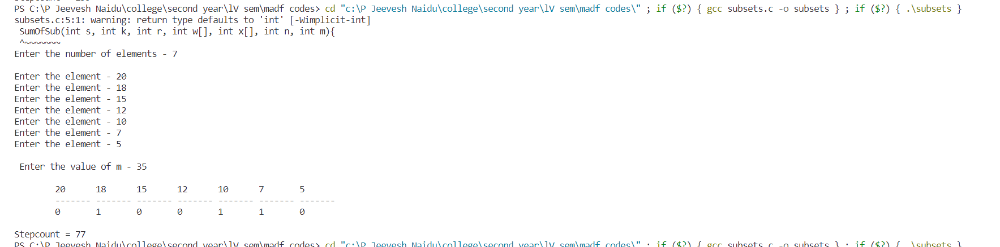 PS C:\P Jeevesh Naidu\college\second year\lV sem\madf codes> cd "c:\P Jeevesh Naidu\college\second year\lV sem\madf codes\" ; if ($?) { gcc subsets.c -o subsets } ; if ($?) { .\subsets }
subsets.c:5:1: warning: return type defaults to 'int' [-Wimplicit-int]
 SumOfSub(int s, int k, int r, int w[], int x[], int n, int m){
 ^~~~~~~~
Enter the number of elements - 7
Enter the element - 20
Enter the element - 18
Enter the element - 15
Enter the element - 12
Enter the element - 10
Enter the element - 7
Enter the element - 5
 Enter the value of m - 35
20 18 15 12 10 7 5
------- ------- ------- ------- ------- ------- -------
0 1 0 0 1 1 0
Stepcount = 77
PS C:\P Jeevesh Naidu\college\second year\lV sem\madf codes> cd "c:\P Jeevesh Naidu\college\second year\lV sem\madf codes\" ; if ($?) { gcc subsets.c -o subsets } ; if ($?) { .\subsets }